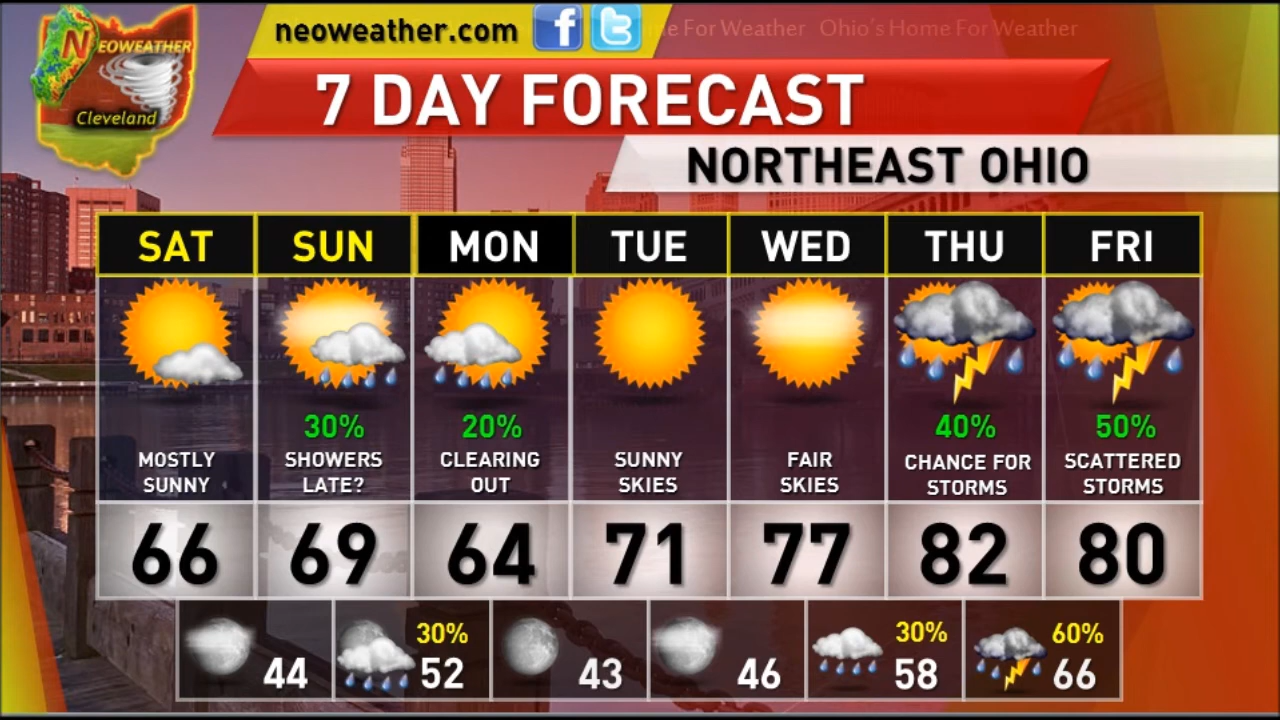 neoweather.com
e For Weather Ohio's Home For Weather
NEOWEATHER
Cleveland
7 DAY FORECAST
NORTHEAST OHIO
SAT SUN MON TUE WED THU FRI
30% 20% 40% 50%
MOSTLY SHOWERS CLEARING SUNNY FAIR CHANCE FOR SCATTERED
SUNNY LATE? OUT SKIES SKIES STORMS STORMS
66 69 64 71 77 82 80
30% 30% 60%
44 52 43 46 58 66